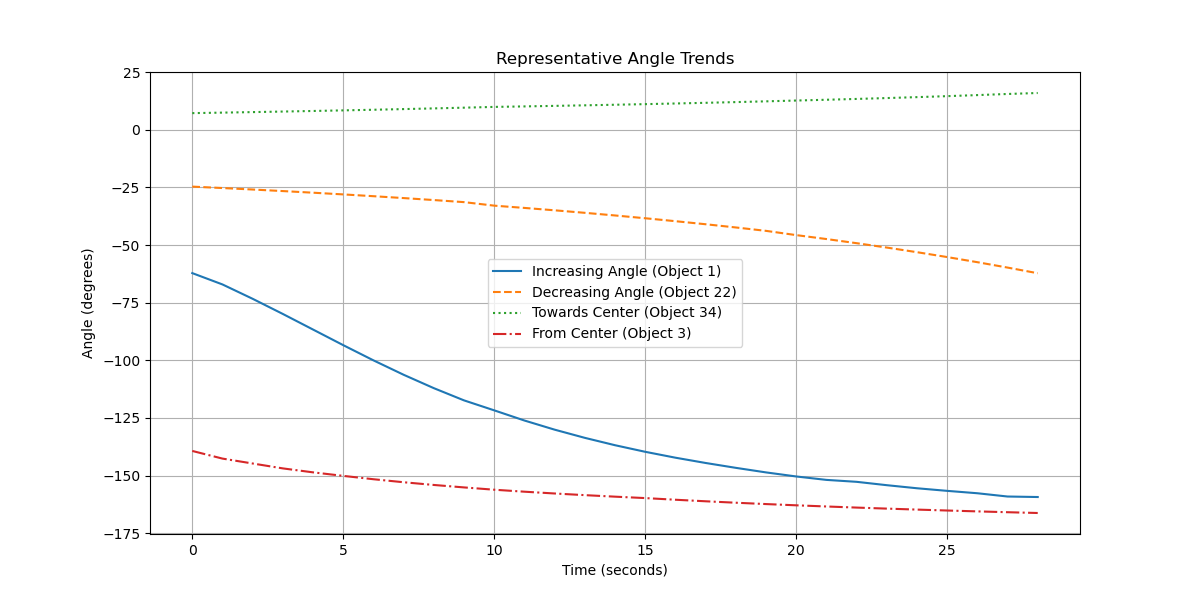 Representative Angle Trends
25
0
−25
−50
−75
−100
−125
−150
−175
Angle (degrees)
Increasing Angle (Object 1)
Decreasing Angle (Object 22)
Towards Center (Object 34)
From Center (Object 3)
0 5 10 15 20 25
Time (seconds)